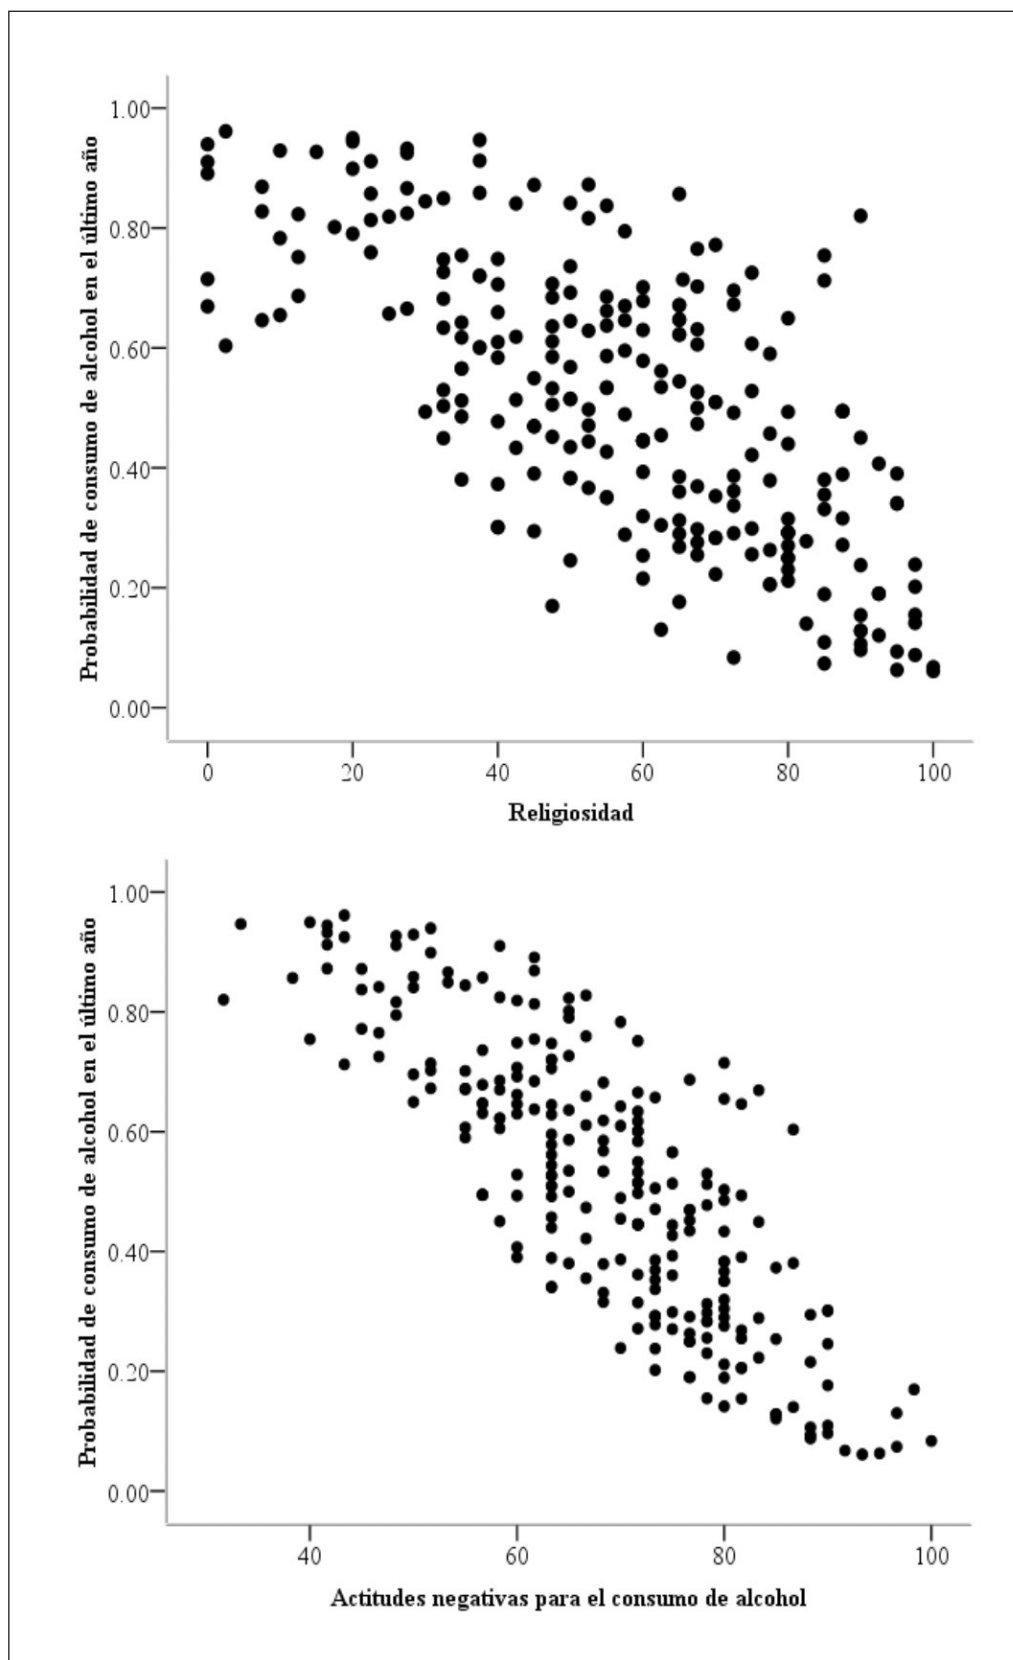 Probabilidad de consumo de alcohol en el último año
1.00
0.80
0.60
0.40
0.20
0.00
0 20 40 60 80 100
Religiosidad
Probabilidad de consumo de alcohol en el último año
1.00
0.80
0.60
0.40
0.20
0.00
40 60 80 100
Actitudes negativas para el consumo de alcohol